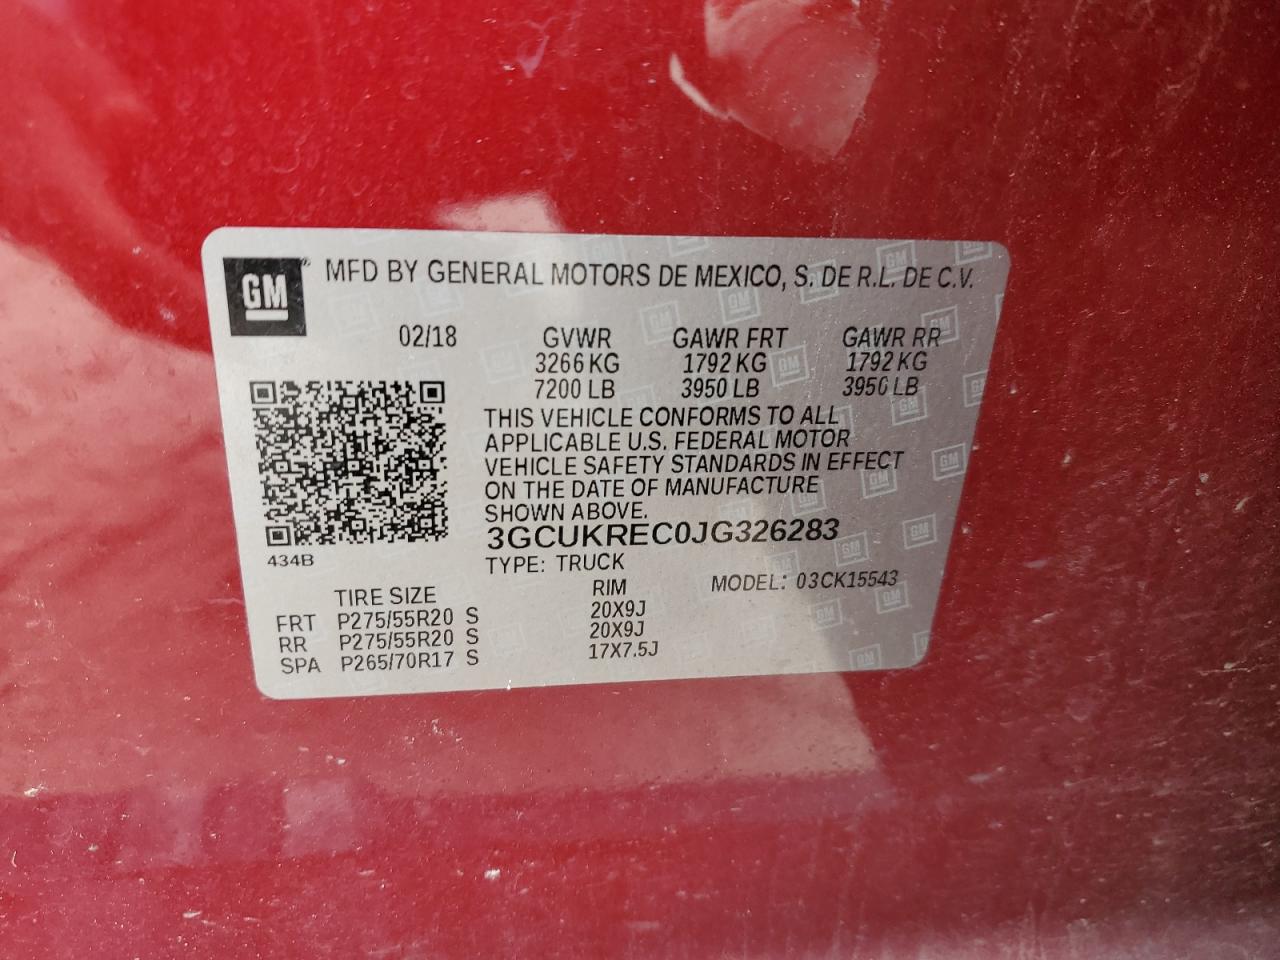 GM
MFD BY GENERAL MOTORS DE MEXICO, S. DE R.L. DE C.V.
02/18 GVWR GAWR FRT GAWR RR
3266 KG 1792 KG 1792 KG
7200 LB 3950 LB 3950 LB
THIS VEHICLE CONFORMS TO ALL
APPLICABLE U.S. FEDERAL MOTOR
VEHICLE SAFETY STANDARDS IN EFFECT
ON THE DATE OF MANUFACTURE
SHOWN ABOVE.
3GCUKREC0JG326283
434B
TYPE: TRUCK
MODEL: 03CK15543
TIRE SIZE RIM
FRT P275/55R20 S 20X9J
RR P275/55R20 S 20X9J
SPA P265/70R17 S 17X7.5J